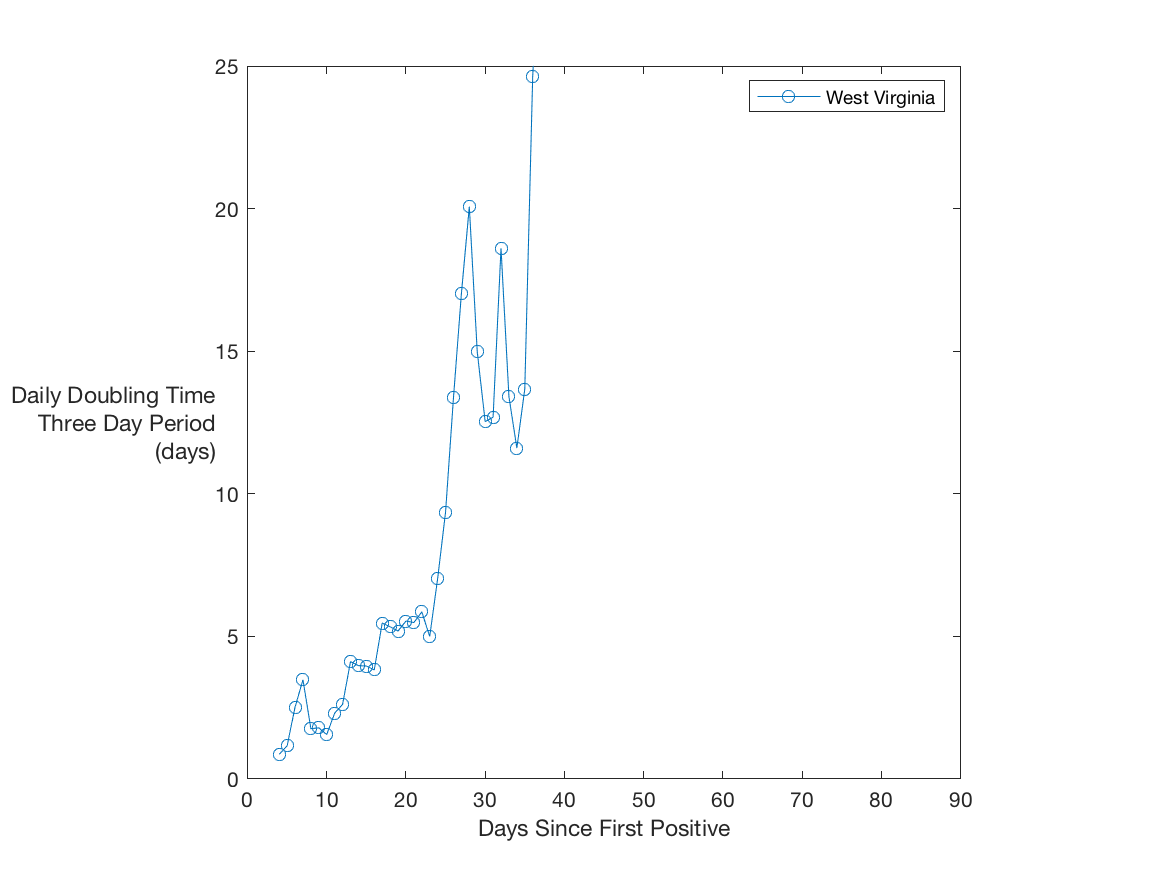 25
West Virginia
20
15
Daily Doubling Time
Three Day Period
(days)
10
5
0
0 10 20 30 40 50 60 70 80 90
Days Since First Positive